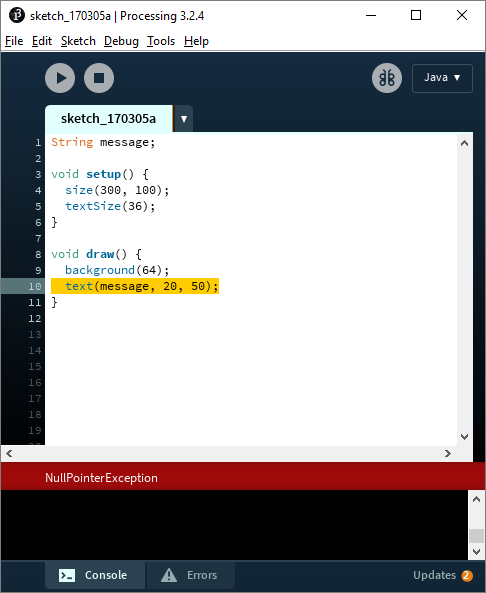 sketch_170305a | Processing 3.2.4
File Edit Sketch Debug Tools Help
Java ▼
sketch_170305a ▼
1 String message;
2
3 void setup() {
4   size(300, 100);
5   textSize(36);
6 }
7
8 void draw() {
9   background(64);
10   text(message, 20, 50);
11 }
12
13
14
15
16
17
18
19
NullPointerException
Console Errors Updates 2